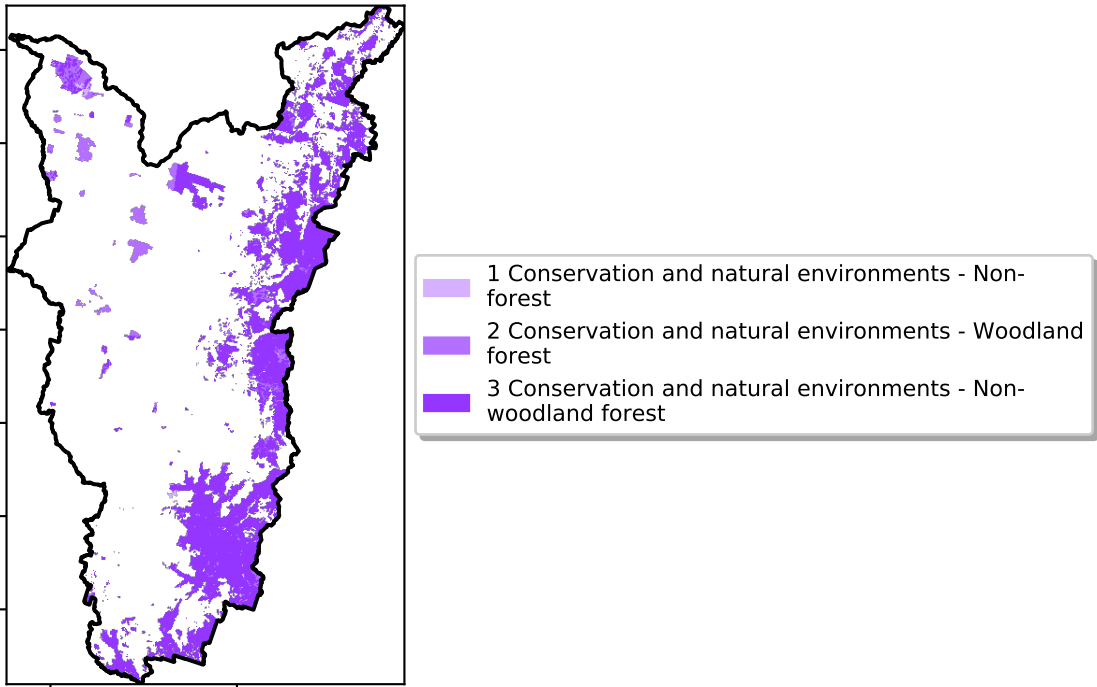 1 Conservation and natural environments - Non-
forest
2 Conservation and natural environments - Woodland
forest
3 Conservation and natural environments - Non-
woodland forest